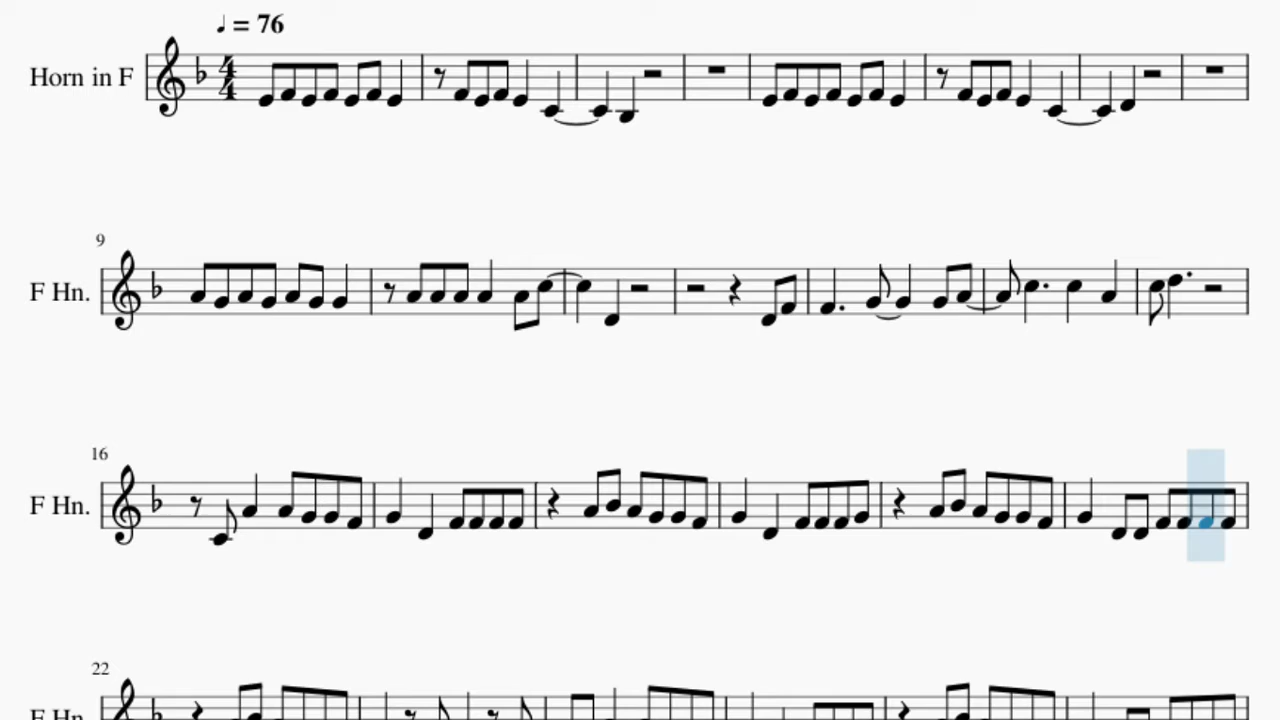 ♩ = 76
Horn in F
4/4
9
F Hn.
16
F Hn.
22
F Hn.